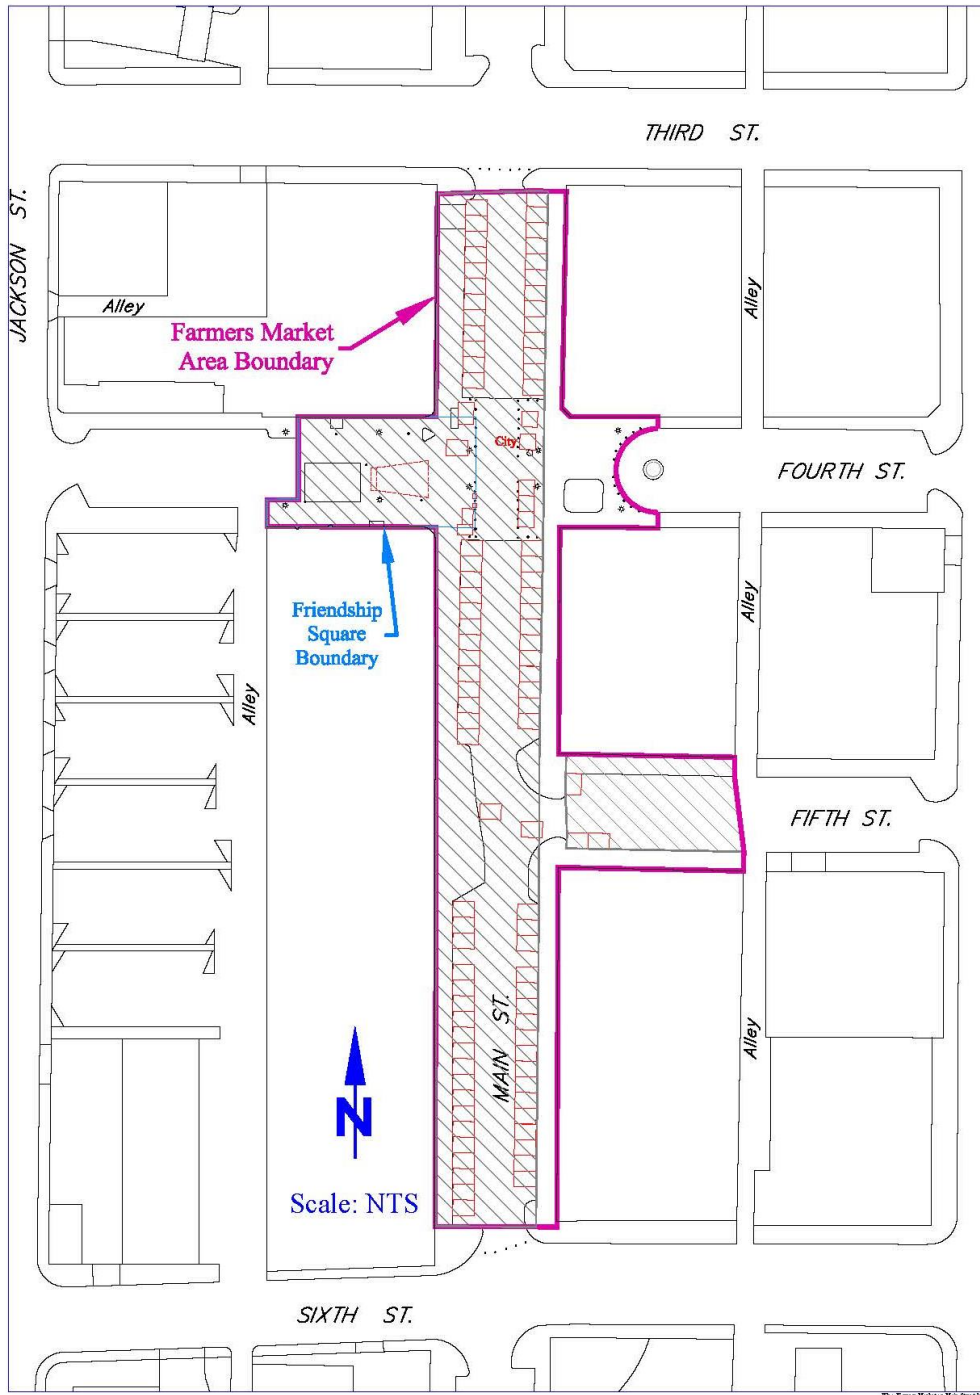 THIRD ST.
JACKSON ST.
Alley
Alley
Farmers Market
Area Boundary
City
FOURTH ST.
Friendship
Square
Boundary
Alley
Alley
FIFTH ST.
MAIN ST.
Alley
N
Scale: NTS
SIXTH ST.